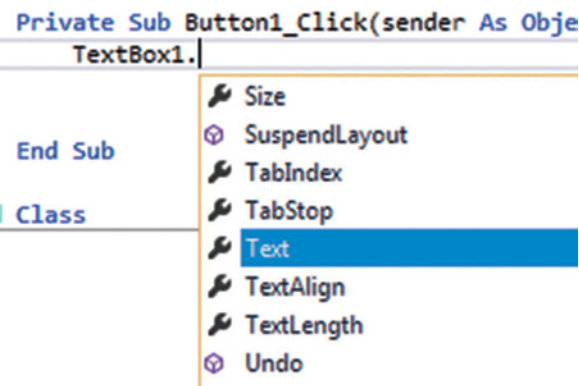 Private Sub Button1_Click(sender As Obje
TextBox1.
Size
SuspendLayout
End Sub
TabIndex
TabStop
Class
Text
TextAlign
TextLength
Undo